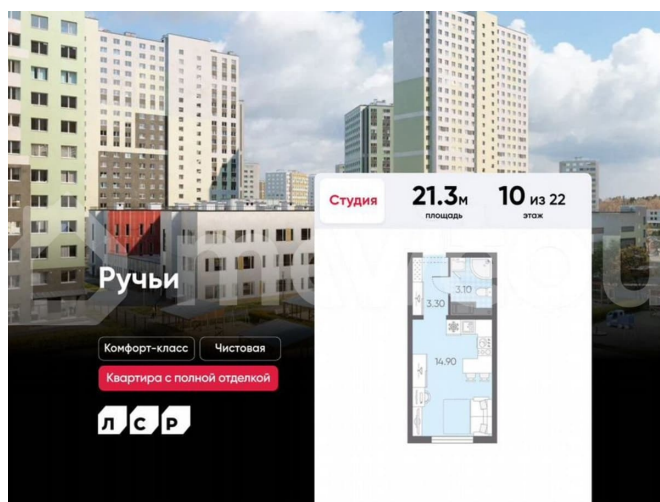 Студия
21.3м
площадь
10 из 22
этаж
Ручьи
3.10
3.30
14.90
Комфорт-класс
Чистовая
Квартира с полной отделкой
ЛСР